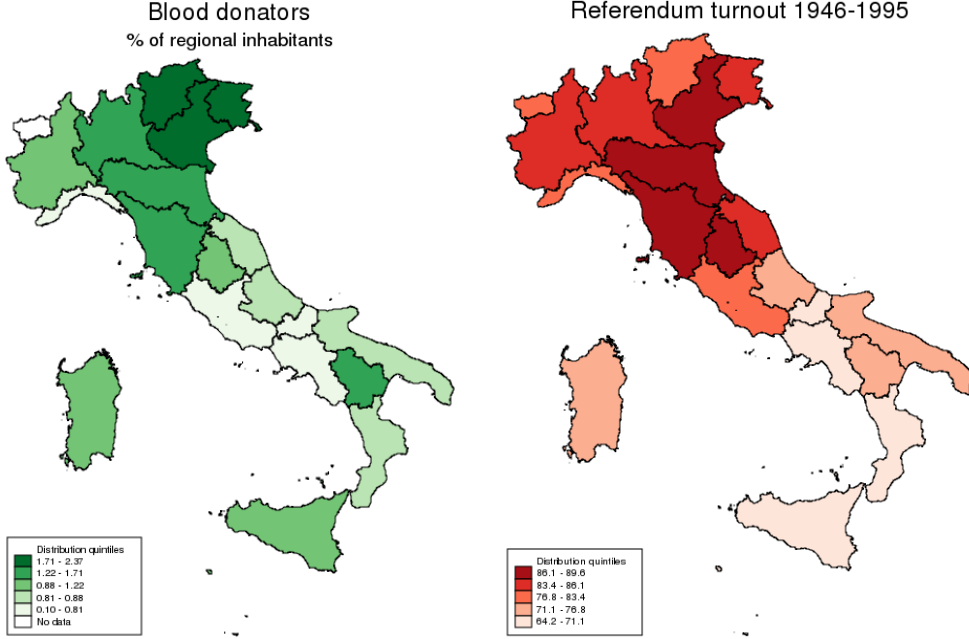 Blood donators
% of regional inhabitants
Distribution quintiles
1.71 - 2.37
1.22 - 1.71
0.88 - 1.22
0.81 - 0.88
0.10 - 0.81
No data
Referendum turnout 1946-1995
Distribution quintiles
86.1 - 89.6
83.4 - 86.1
76.8 - 83.4
71.1 - 76.8
64.2 - 71.1